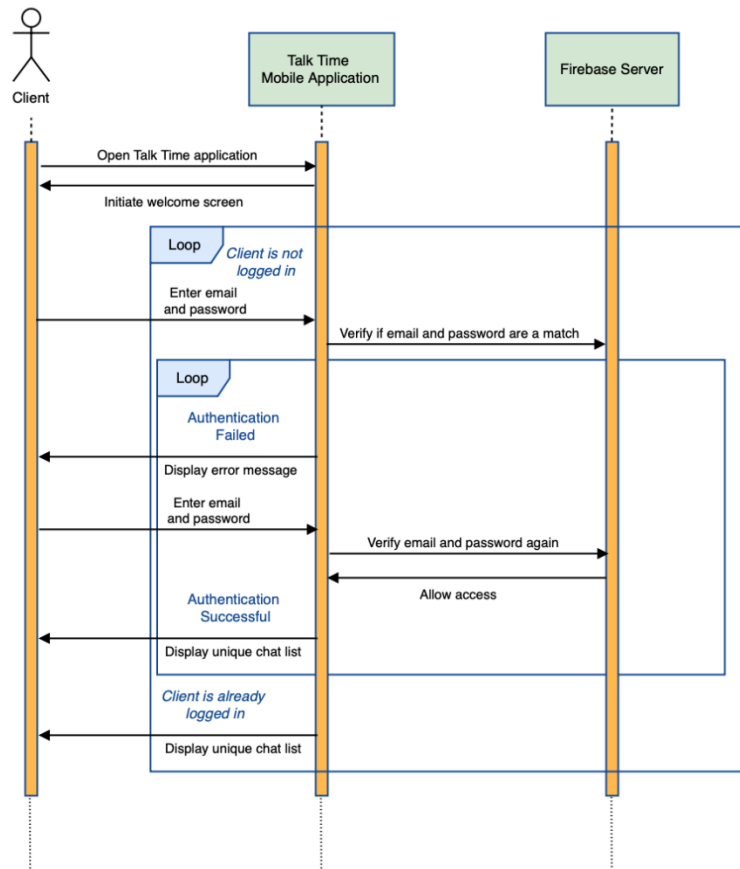 Client
Talk Time
Mobile Application
Firebase Server
Open Talk Time application
Initiate welcome screen
Loop
Client is not
logged in
Enter email
and password
Verify if email and password are a match
Loop
Authentication
Failed
Display error message
Enter email
and password
Verify email and password again
Allow access
Authentication
Successful
Display unique chat list
Client is already
logged in
Display unique chat list